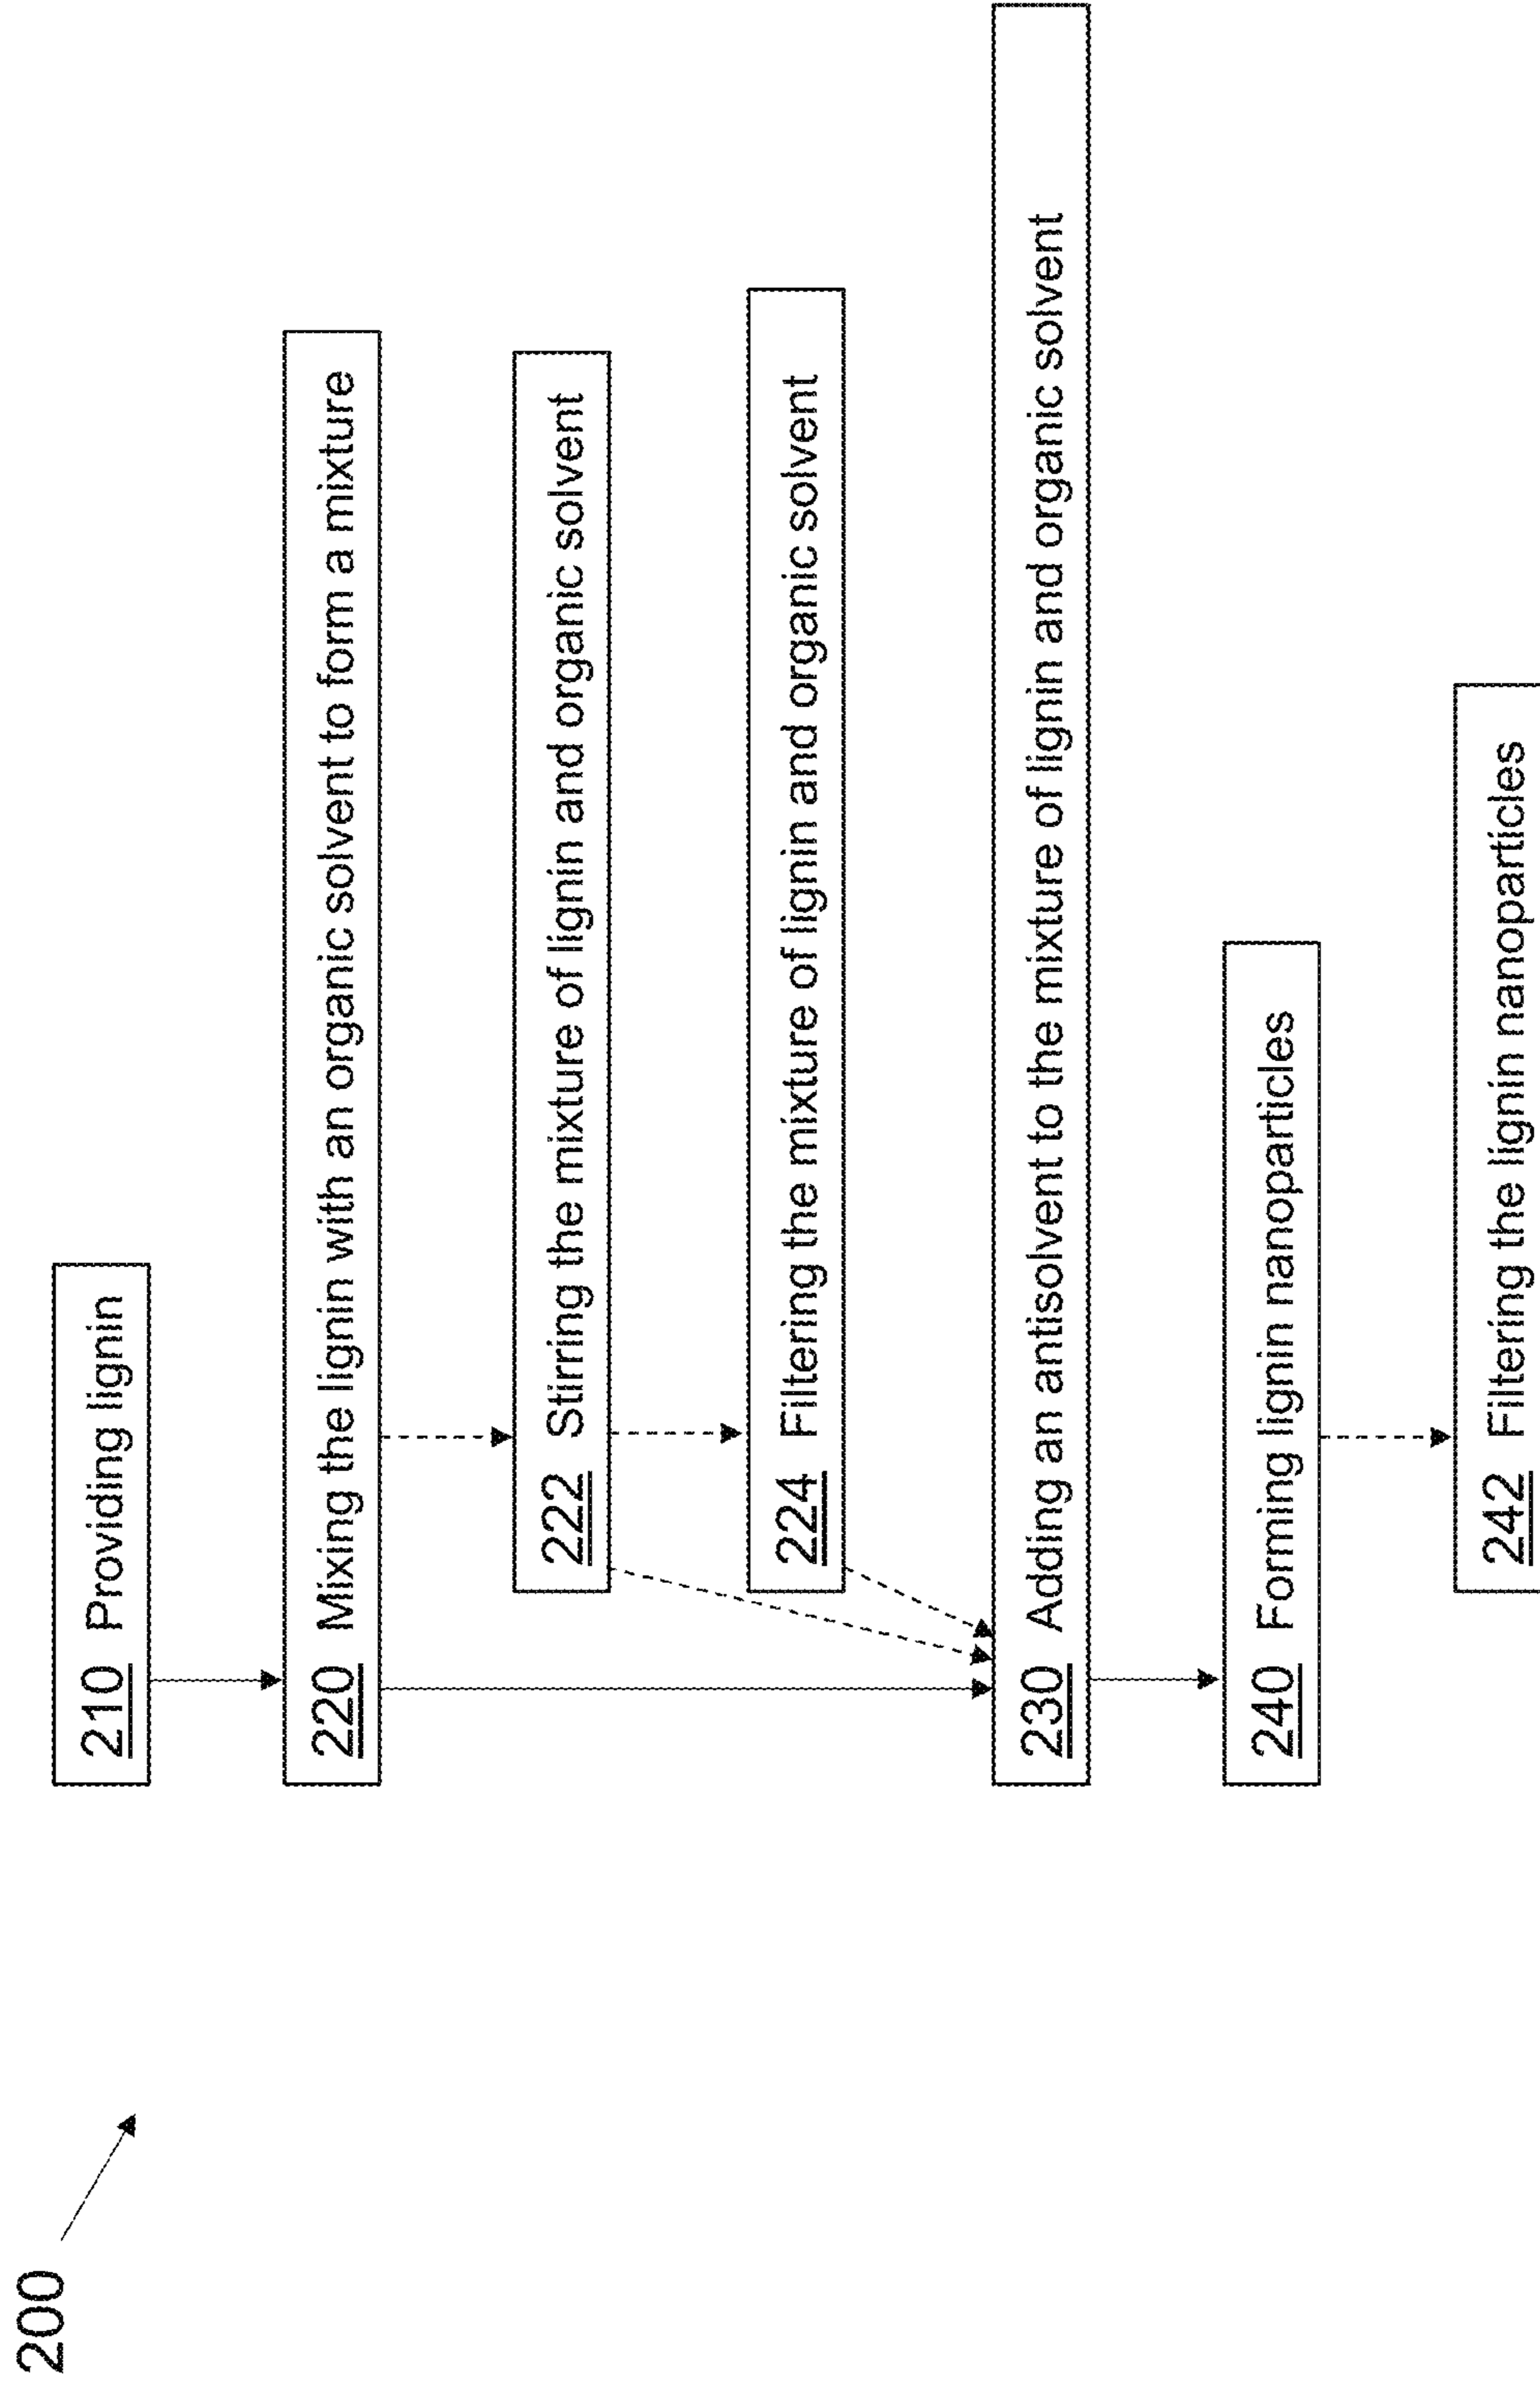 200
210 Providing lignin
220 Mixing the lignin with an organic solvent to form a mixture
222 Stirring the mixture of lignin and organic solvent
224 Filtering the mixture of lignin and organic solvent
230 Adding an antisolvent to the mixture of lignin and organic solvent
240 Forming lignin nanoparticles
242 Filtering the lignin nanoparticles